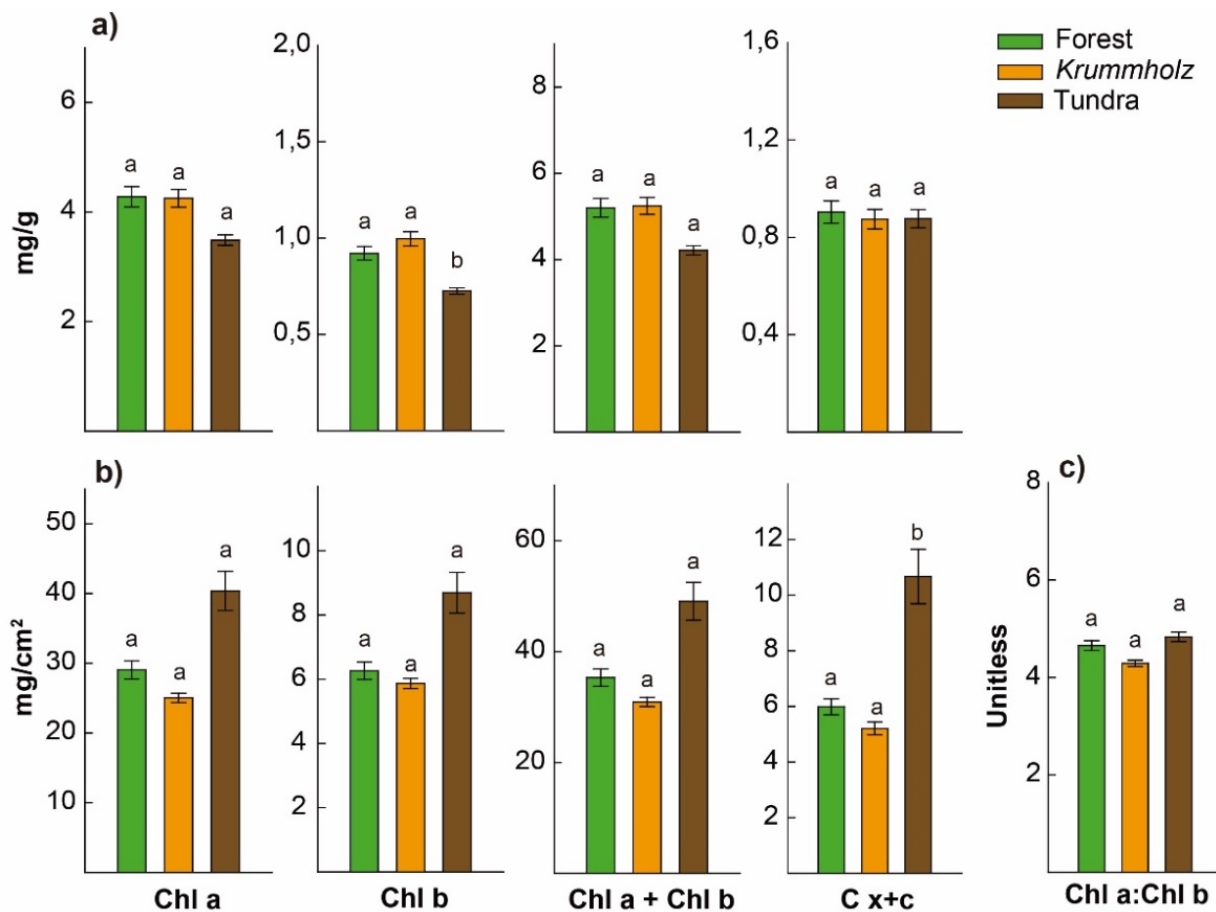 a)
Forest
Krummholz
Tundra
mg/g
6
4
2
a a a
2,0
1,5
1,0
0,5
a a b
8
6
4
2
a a a
1,6
1,2
0,8
0,4
a a a
b)
mg/cm²
50
40
30
20
10
a a a
Chl a
10
8
6
4
2
a a a
Chl b
60
40
20
a a a
Chl a + Chl b
12
10
8
6
4
2
a a b
C x+c
c)
Unitless
8
6
4
2
a a a
Chl a:Chl b